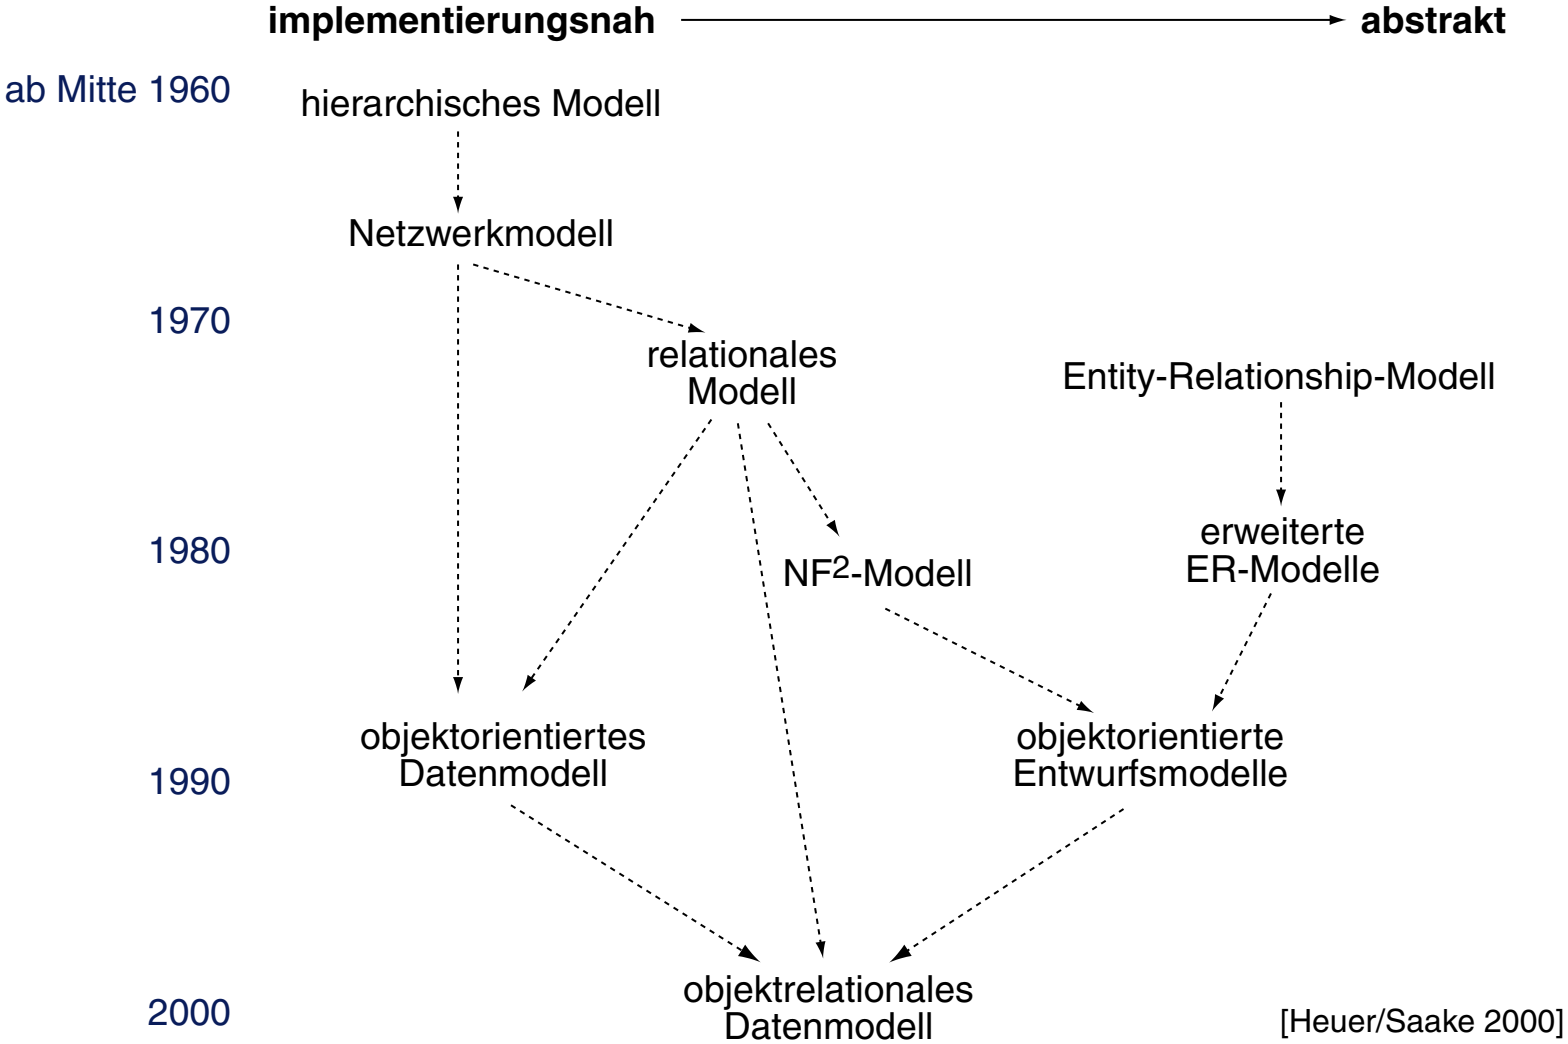 implementierungsnah
abstrakt
ab Mitte 1960
hierarchisches Modell
Netzwerkmodell
1970
relationales
Modell
Entity-Relationship-Modell
1980
NF2-Modell
erweiterte
ER-Modelle
objektorientiertes
Datenmodell
objektorientierte
Entwurfsmodelle
1990
objektrelationales
Datenmodell
2000
[Heuer/Saake 2000]